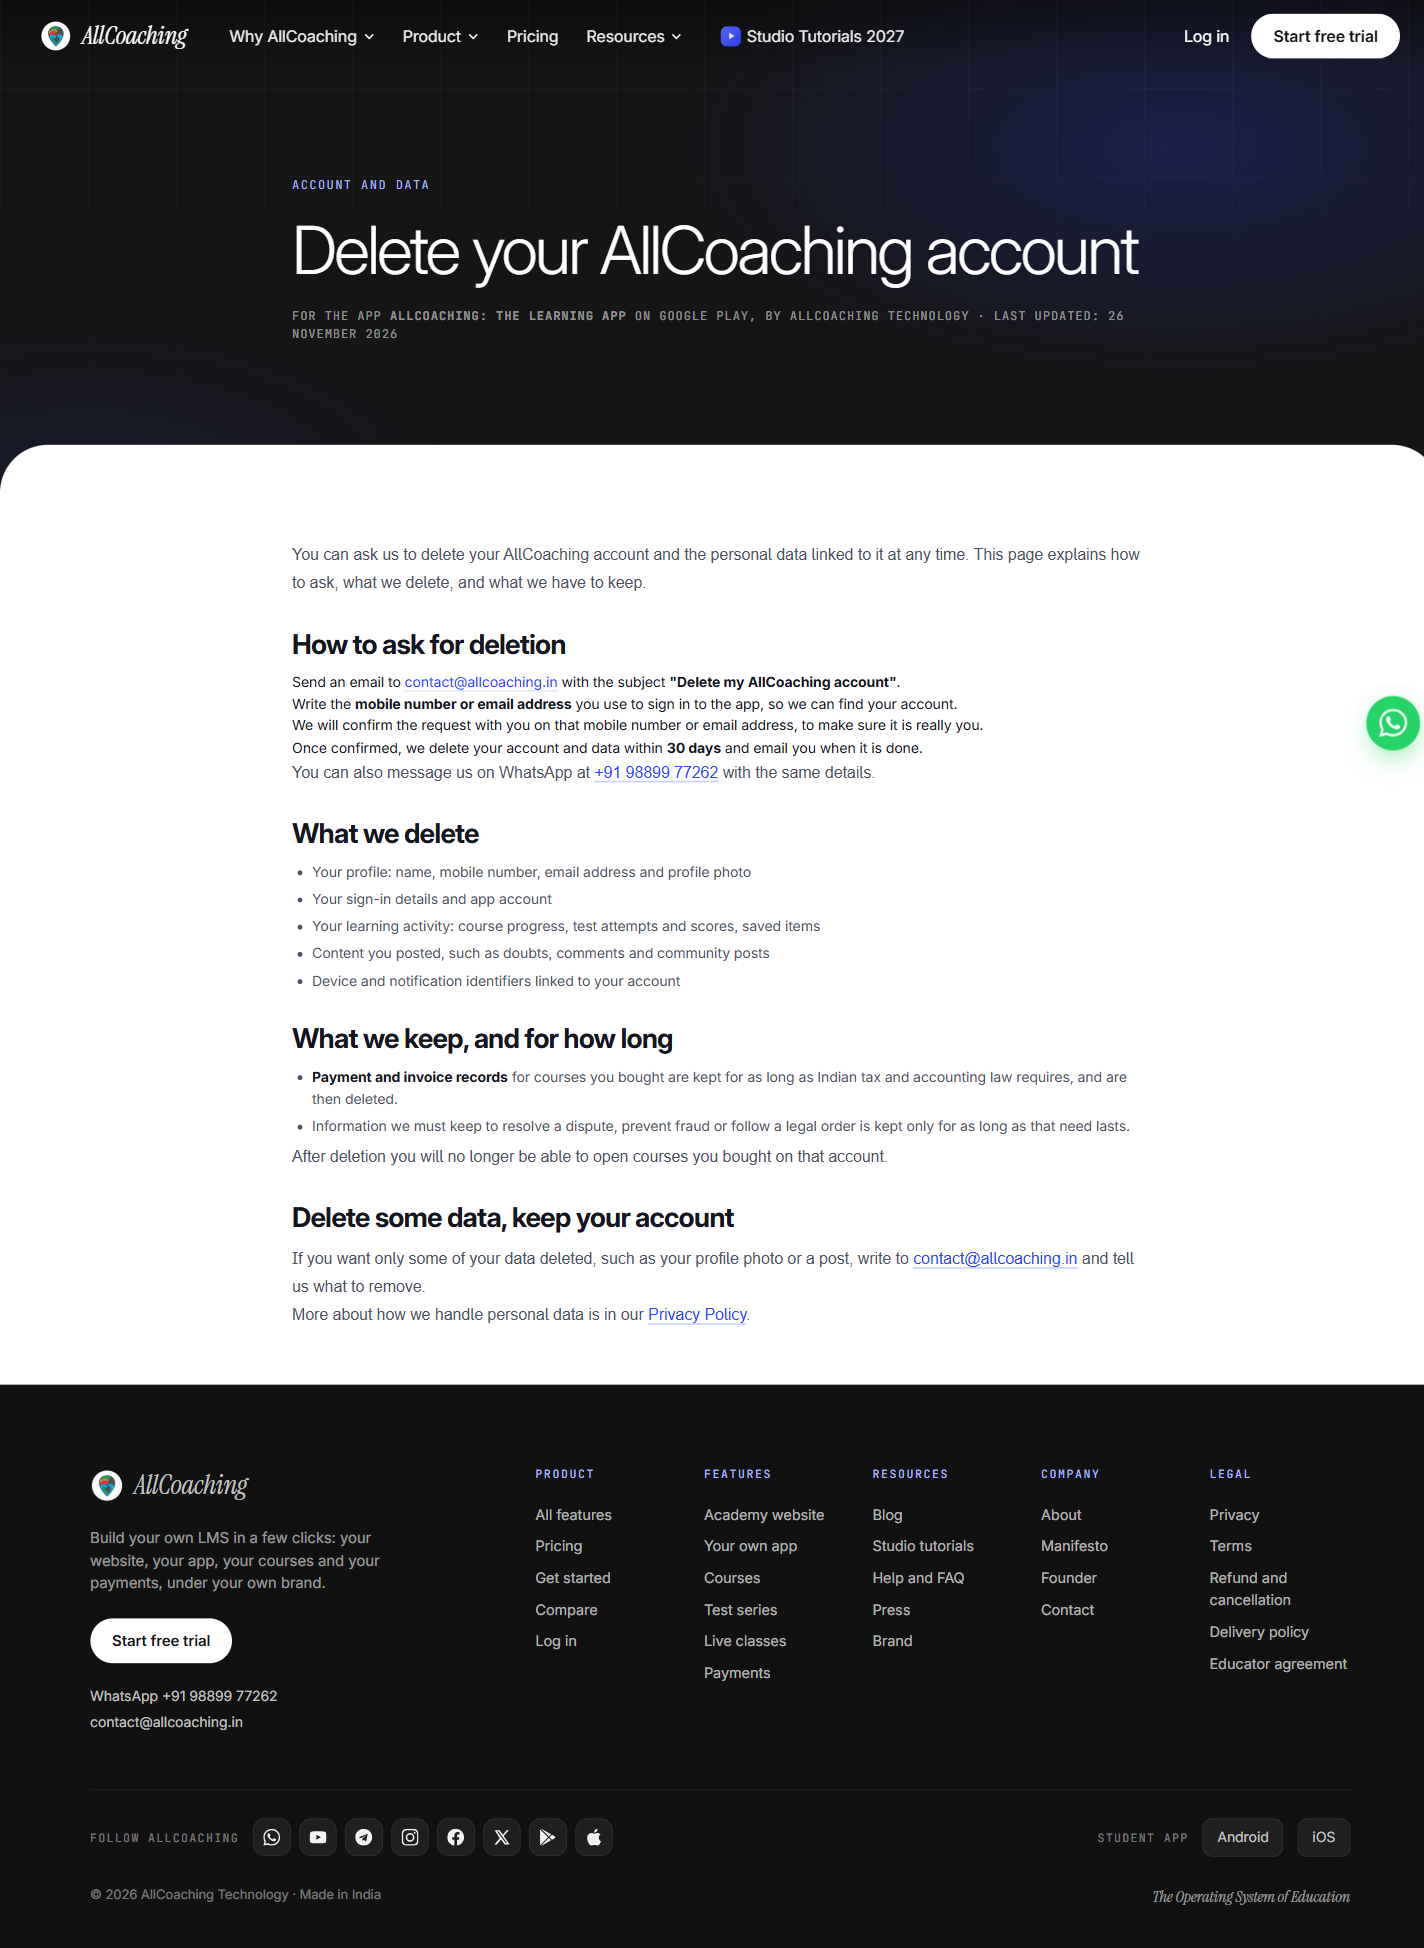 AllCoaching
Why AllCoaching
Product
Pricing
Resources
Studio Tutorials 2027
Log in
Start free trial
ACCOUNT AND DATA
Delete your AllCoaching account
FOR THE APP ALLCOACHING: THE LEARNING APP ON GOOGLE PLAY, BY ALLCOACHING TECHNOLOGY · LAST UPDATED: 26
NOVEMBER 2026
You can ask us to delete your AllCoaching account and the personal data linked to it at any time. This page explains how
to ask, what we delete, and what we have to keep.
How to ask for deletion
Send an email to contact@allcoaching.in with the subject "Delete my AllCoaching account".
Write the mobile number or email address you use to sign in to the app, so we can find your account.
We will confirm the request with you on that mobile number or email address, to make sure it is really you.
Once confirmed, we delete your account and data within 30 days and email you when it is done.
You can also message us on WhatsApp at +91 98899 77262 with the same details.
What we delete
• Your profile: name, mobile number, email address and profile photo
• Your sign-in details and app account
• Your learning activity: course progress, test attempts and scores, saved items
• Content you posted, such as doubts, comments and community posts
• Device and notification identifiers linked to your account
What we keep, and for how long
• Payment and invoice records for courses you bought are kept for as long as Indian tax and accounting law requires, and are
then deleted.
• Information we must keep to resolve a dispute, prevent fraud or follow a legal order is kept only for as long as that need lasts.
After deletion you will no longer be able to open courses you bought on that account.
Delete some data, keep your account
If you want only some of your data deleted, such as your profile photo or a post, write to contact@allcoaching.in and tell
us what to remove.
More about how we handle personal data is in our Privacy Policy.
AllCoaching
Build your own LMS in a few clicks: your
website, your app, your courses and your
payments, under your own brand.
Start free trial
WhatsApp +91 98899 77262
contact@allcoaching.in
PRODUCT
All features
Pricing
Get started
Compare
Log in
FEATURES
Academy website
Your own app
Courses
Test series
Live classes
Payments
RESOURCES
Blog
Studio tutorials
Help and FAQ
Press
Brand
COMPANY
About
Manifesto
Founder
Contact
LEGAL
Privacy
Terms
Refund and
cancellation
Delivery policy
Educator agreement
FOLLOW ALLCOACHING
STUDENT APP
Android
iOS
© 2026 AllCoaching Technology · Made in India
The Operating System of Education